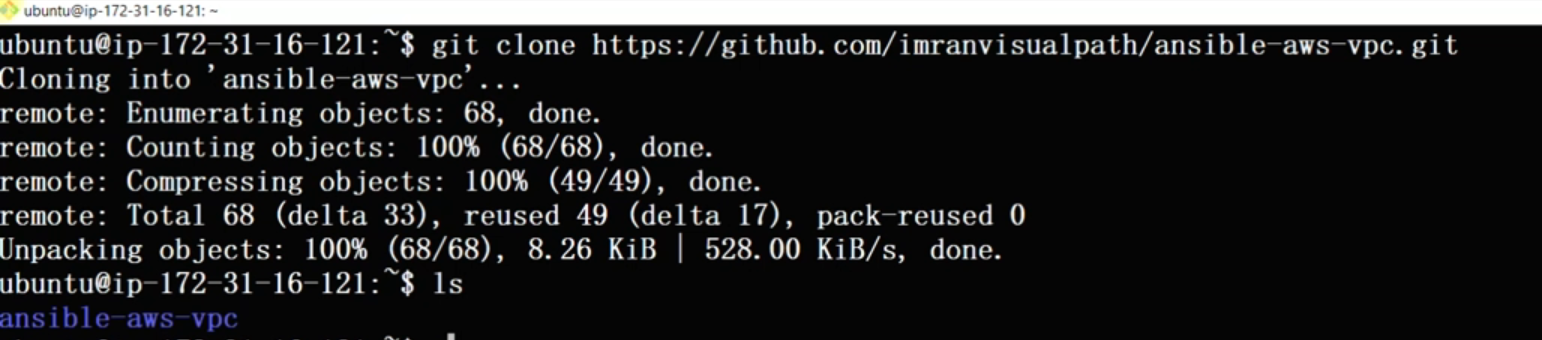 ubuntu@ip-172-31-16-121: ~
ubuntu@ip-172-31-16-121:~$ git clone https://github.com/imranvisualpath/ansible-aws-vpc.git
Cloning into 'ansible-aws-vpc'...
remote: Enumerating objects: 68, done.
remote: Counting objects: 100% (68/68), done.
remote: Compressing objects: 100% (49/49), done.
remote: Total 68 (delta 33), reused 49 (delta 17), pack-reused 0
Unpacking objects: 100% (68/68), 8.26 KiB | 528.00 KiB/s, done.
ubuntu@ip-172-31-16-121:~$ ls
ansible-aws-vpc